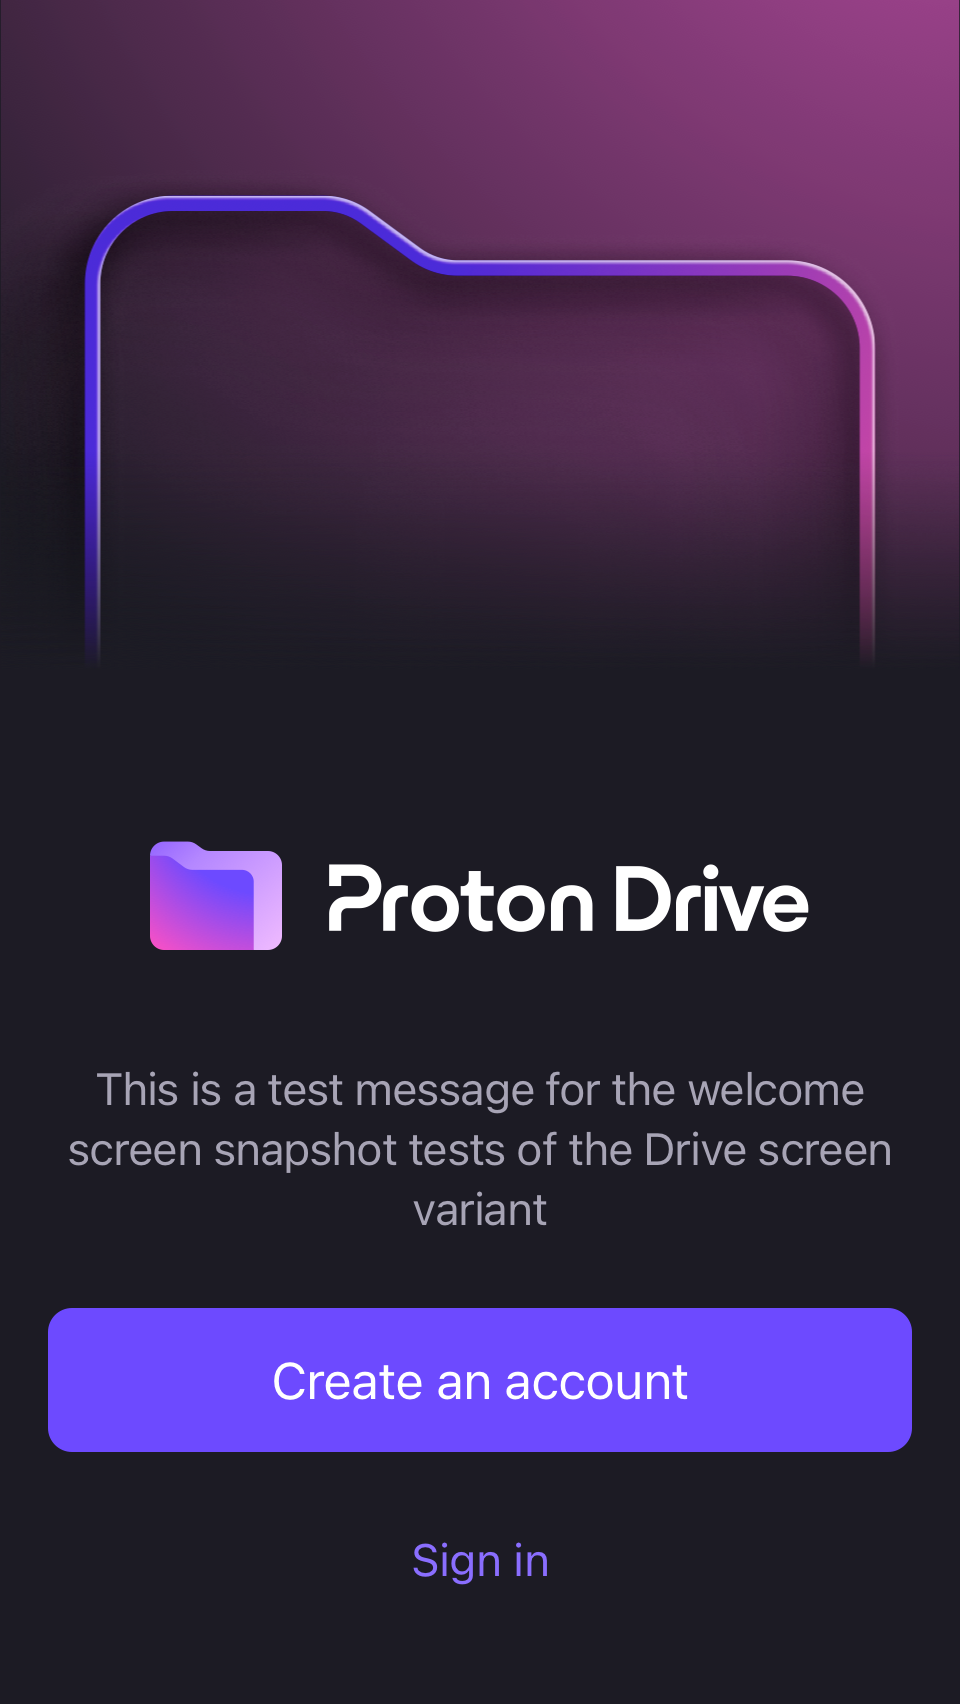 Proton Drive
This is a test message for the welcome
screen snapshot tests of the Drive screen
variant
Create an account
Sign in